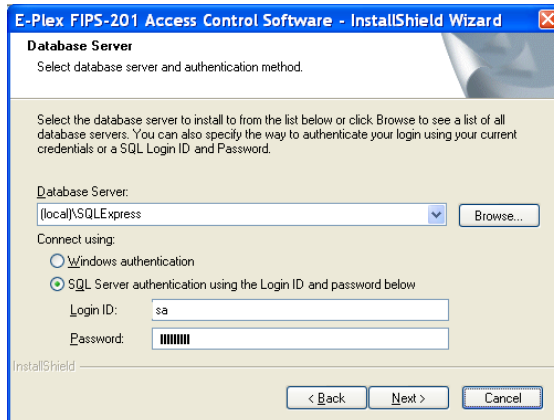 E-Plex FIPS-201 Access Control Software - InstallShield Wizard
Database Server
Select database server and authentication method.
Select the database server to install to from the list below or click Browse to see a list of all
database servers. You can also specify the way to authenticate your login using your current
credentials or a SQL Login ID and Password.
Database Server:
(local)\SQLExpress
Browse...
Connect using:
Windows authentication
SQL Server authentication using the Login ID and password below
Login ID:
sa
Password:
InstallShield
< Back
Next >
Cancel